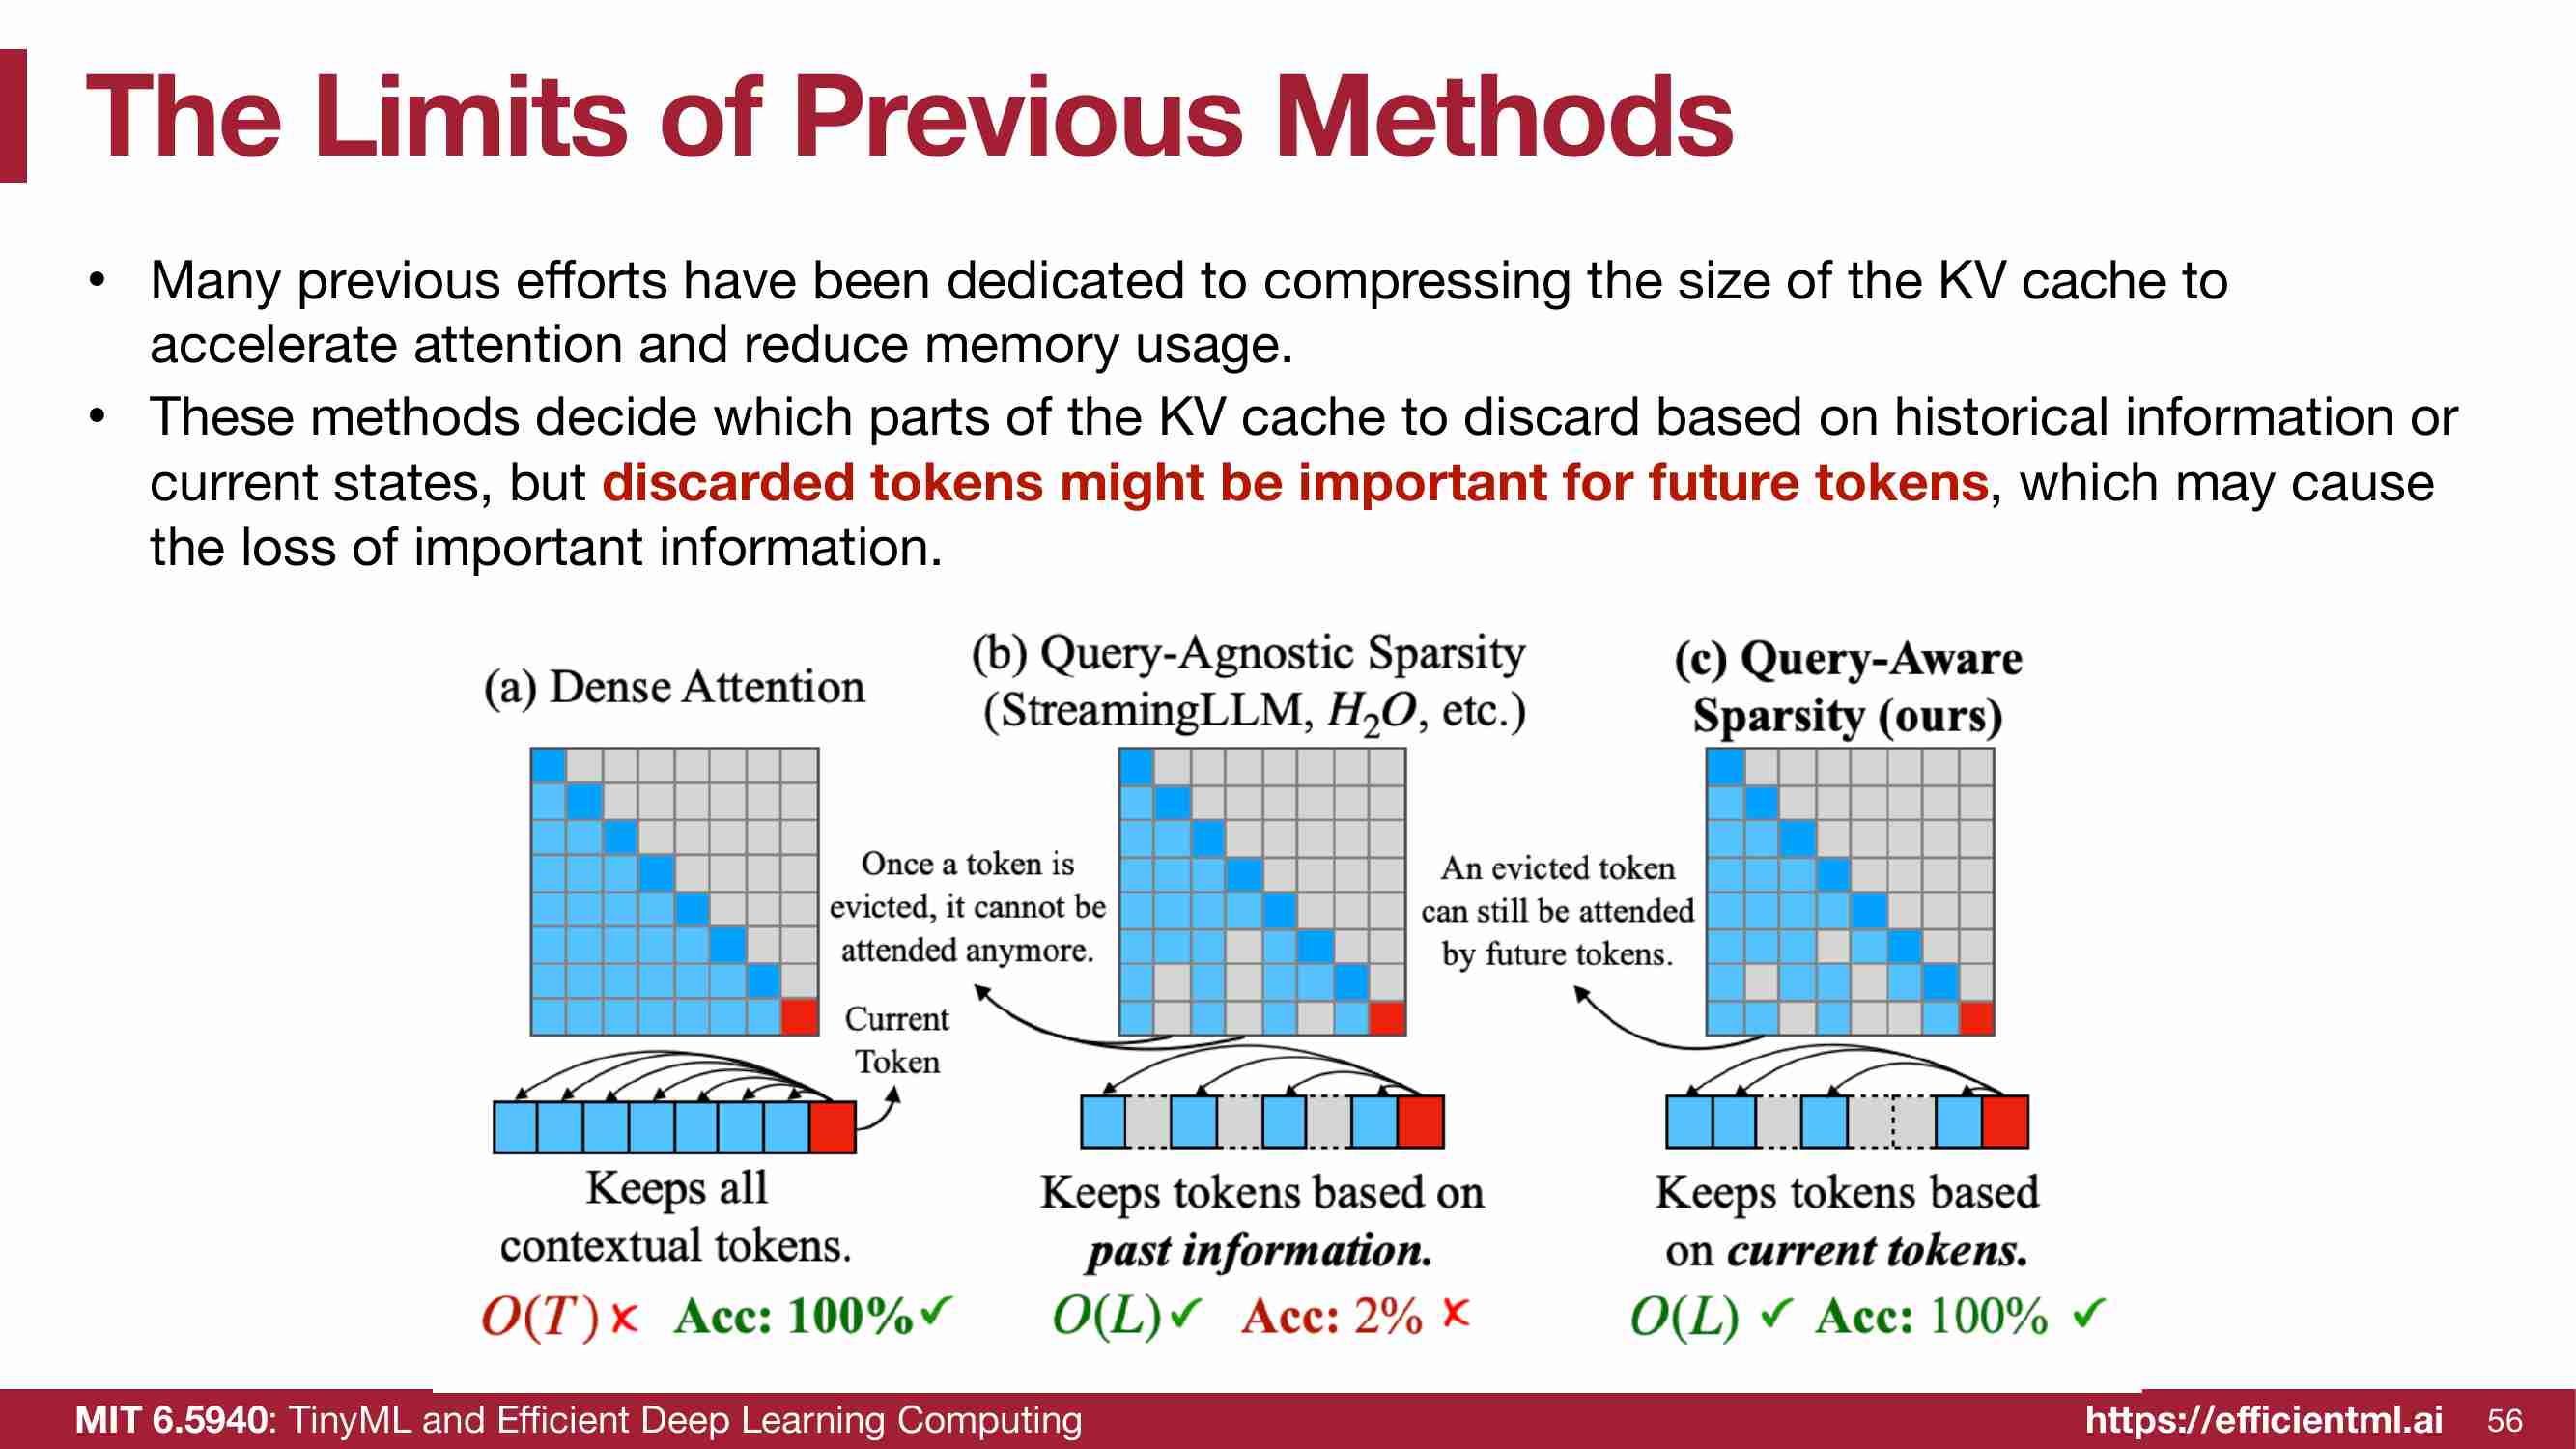 The Limits of Previous Methods
• Many previous efforts have been dedicated to compressing the size of the KV cache to
accelerate attention and reduce memory usage.
• These methods decide which parts of the KV cache to discard based on historical information or
current states, but discarded tokens might be important for future tokens, which may cause
the loss of important information.
(a) Dense Attention
Current
Token
Keeps all
contextual tokens.
O(T) ✗ Acc: 100% ✓
(b) Query-Agnostic Sparsity
(StreamingLLM, H₂O, etc.)
Once a token is
evicted, it cannot be
attended anymore.
Keeps tokens based on
past information.
O(L) ✓ Acc: 2% ✗
(c) Query-Aware
Sparsity (ours)
An evicted token
can still be attended
by future tokens.
Keeps tokens based
on current tokens.
O(L) ✓ Acc: 100% ✓
MIT 6.5940: TinyML and Efficient Deep Learning Computing
https://efficientml.ai 56